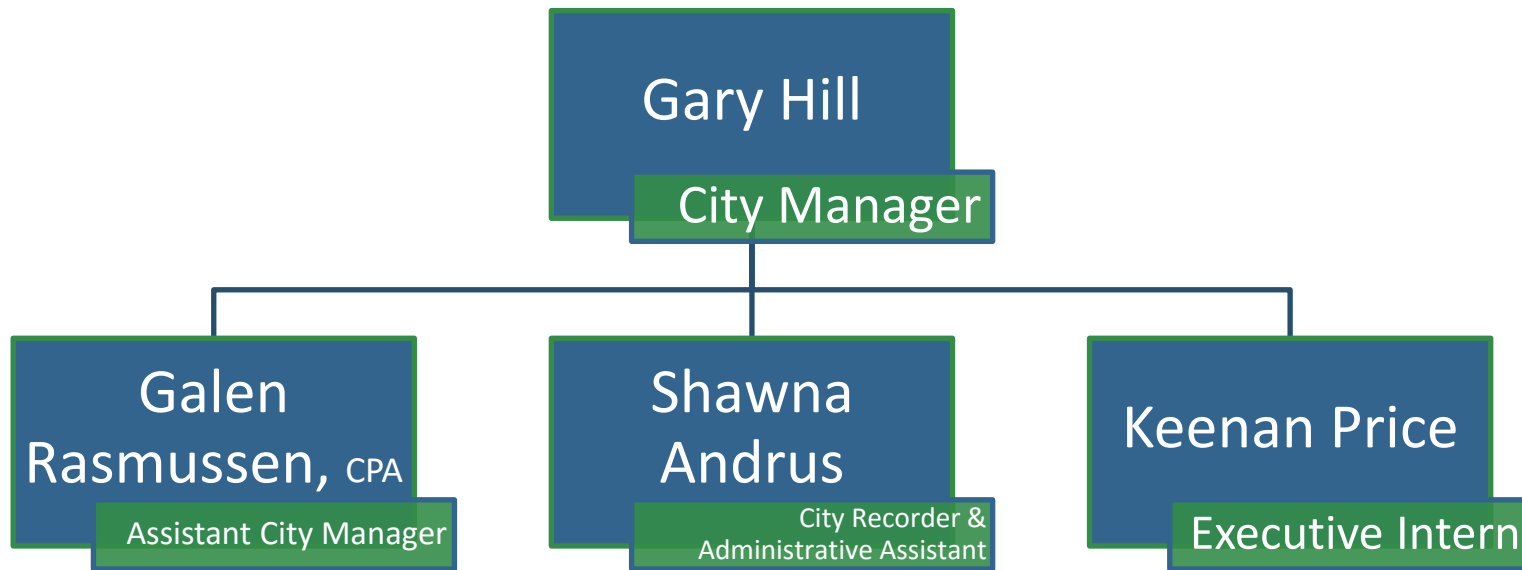 Gary Hill
City Manager
Galen
Rasmussen, CPA
Assistant City Manager
Shawna
Andrus
City Recorder &
Administrative Assistant
Keenan Price
Executive Intern